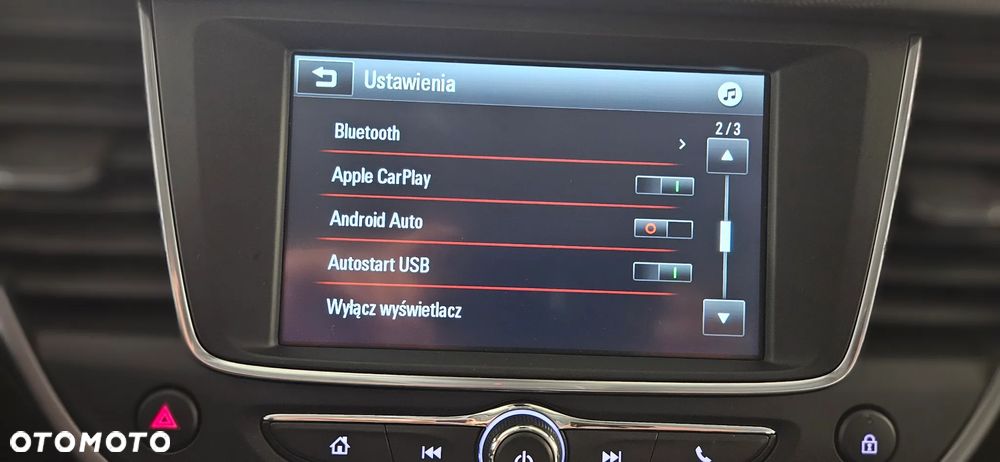 Ustawienia
Bluetooth
2/3
Apple CarPlay
Android Auto
Autostart USB
Wyłącz wyświetlacz
OTOMOTO